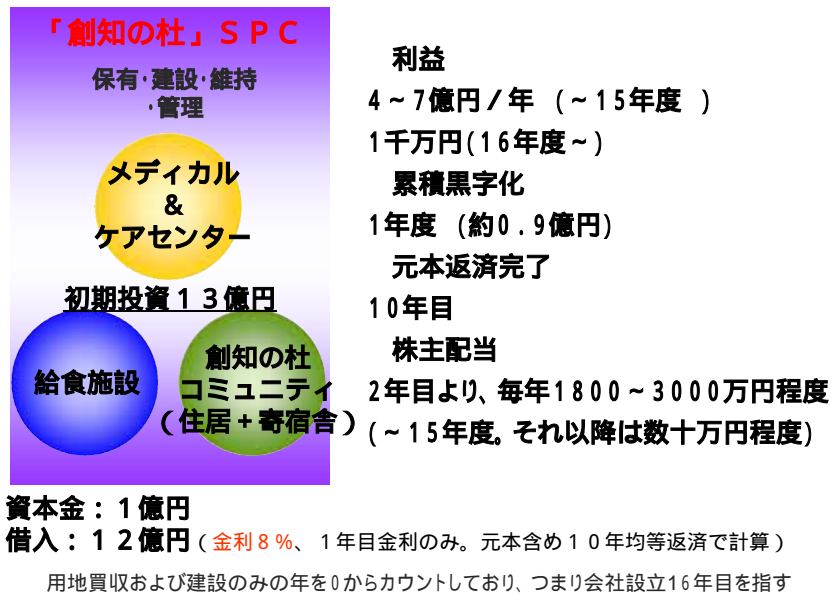 「創知の杜」ＳＰＣ
保有･建設･維持
･管理
メディカル
＆
ケアセンター
初期投資１３億円
給食施設
創知の杜
コミュニティ
（住居＋寄宿舎）
利益
4～7億円／年 (～15年度 )
1千万円(16年度～)
累積黒字化
1年度 (約0.9億円)
元本返済完了
10年目
株主配当
2年目より、毎年1800～3000万円程度
(～15年度。それ以降は数十万円程度)
資本金：１億円
借入：１２億円（金利８%、１年目金利のみ。元本含め１０年均等返済で計算）
用地買収および建設のみの年を0からカウントしており、つまり会社設立16年目を指す